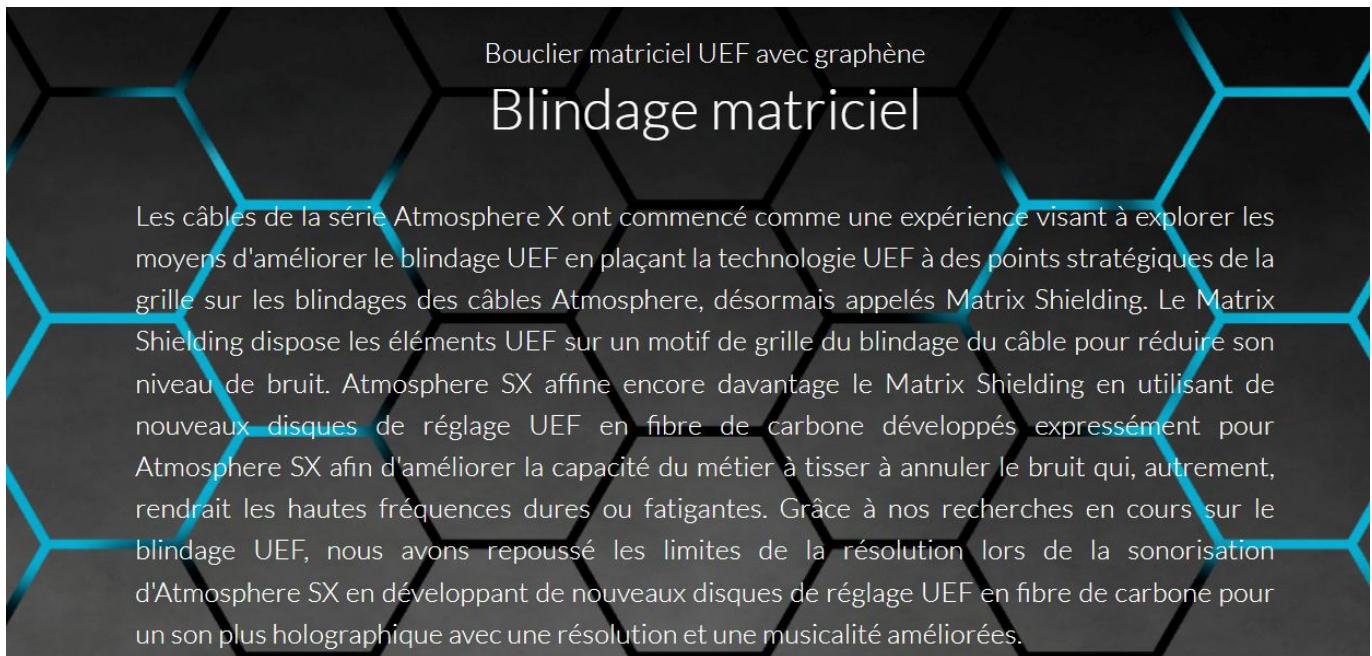 Bouclier matriciel UEF avec graphène
Blindage matriciel
Les câbles de la série Atmosphere X ont commencé comme une expérience visant à explorer les
moyens d'améliorer le blindage UEF en plaçant la technologie UEF à des points stratégiques de la
grille sur les blindages des câbles Atmosphere, désormais appelés Matrix Shielding. Le Matrix
Shielding dispose les éléments UEF sur un motif de grille du blindage du câble pour réduire son
niveau de bruit. Atmosphere SX affine encore davantage le Matrix Shielding en utilisant de
nouveaux disques de réglage UEF en fibre de carbone développés expressément pour
Atmosphere SX afin d'améliorer la capacité du métier à tisser à annuler le bruit qui, autrement,
rendrait les hautes fréquences dures ou fatigantes. Grâce à nos recherches en cours sur le
blindage UEF, nous avons repoussé les limites de la résolution lors de la sonorisation
d'Atmosphere SX en développant de nouveaux disques de réglage UEF en fibre de carbone pour
un son plus holographique avec une résolution et une musicalité améliorées.